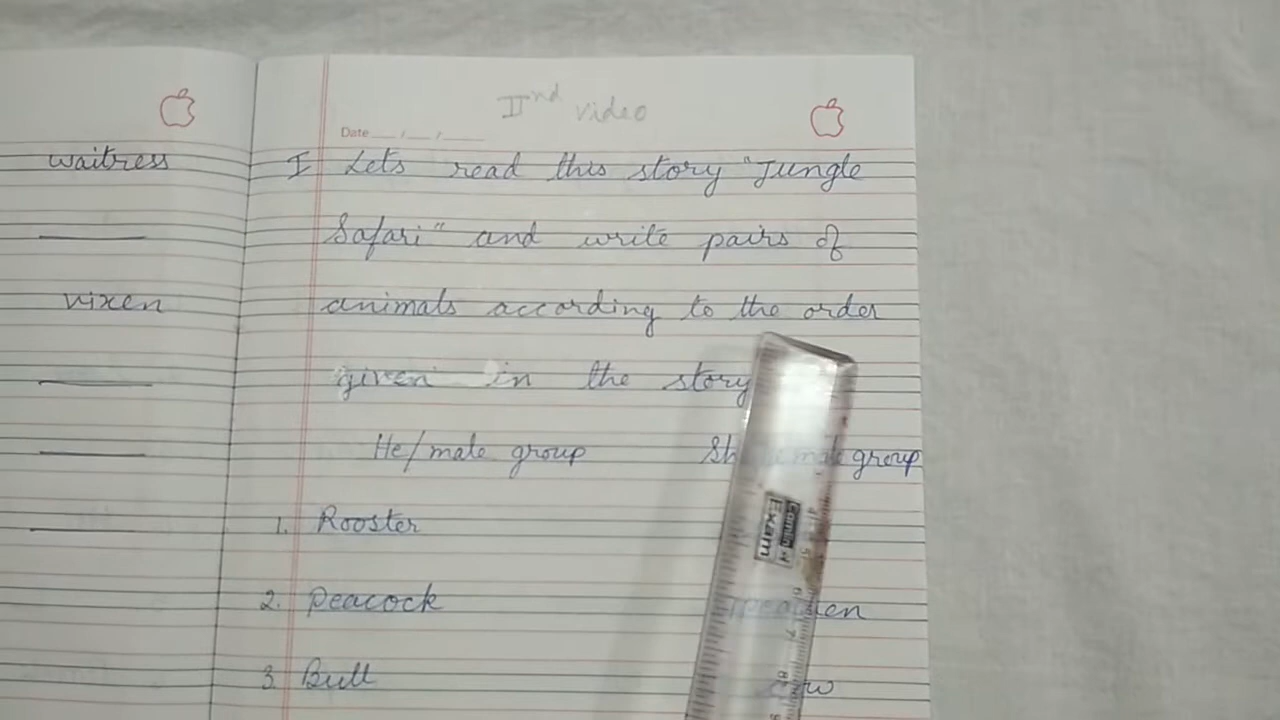 waitress
vixen
IInd video
Date
I Lets read this story "Jungle
Safari" and write pairs of
animals according to the order
given in the story
He/male group group
1. Rooster
2. Peacock
3. Bull
Exam